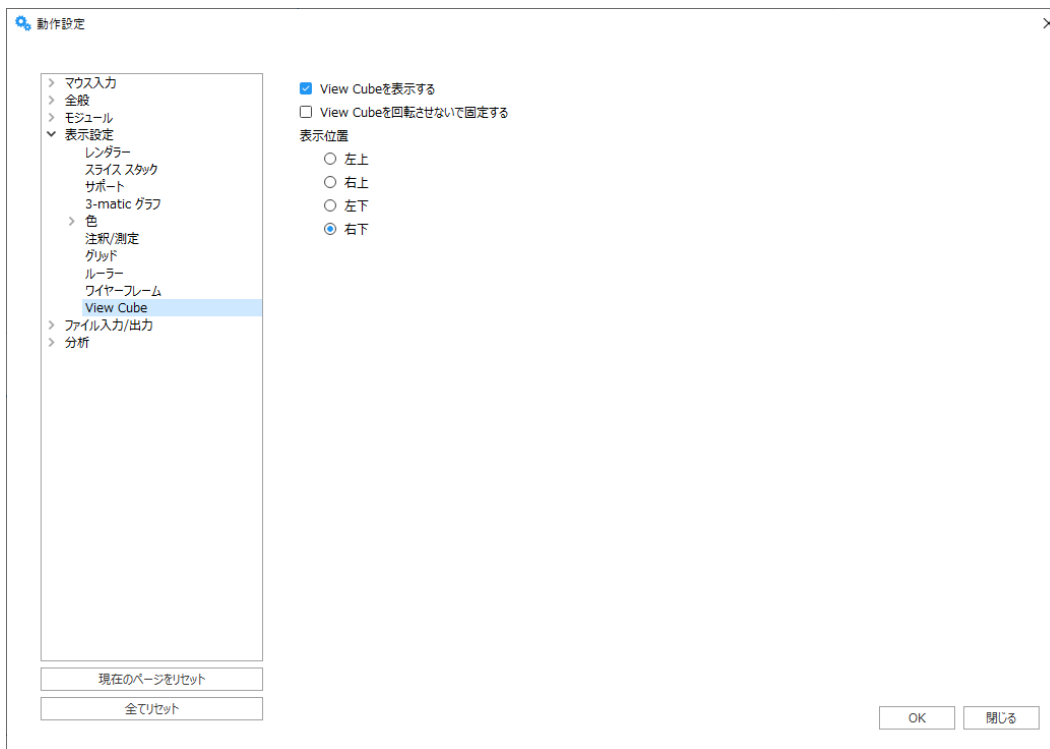 動作設定
マウス入力
全般
モジュール
表示設定
レンダラー
スライス スタック
サポート
3-matic グラフ
色
注釈/測定
グリッド
ルーラー
ワイヤーフレーム
View Cube
ファイル入力/出力
分析
現在のページをリセット
全てリセット
View Cubeを表示する
View Cubeを回転させないで固定する
表示位置
左上
右上
左下
右下
OK
閉じる